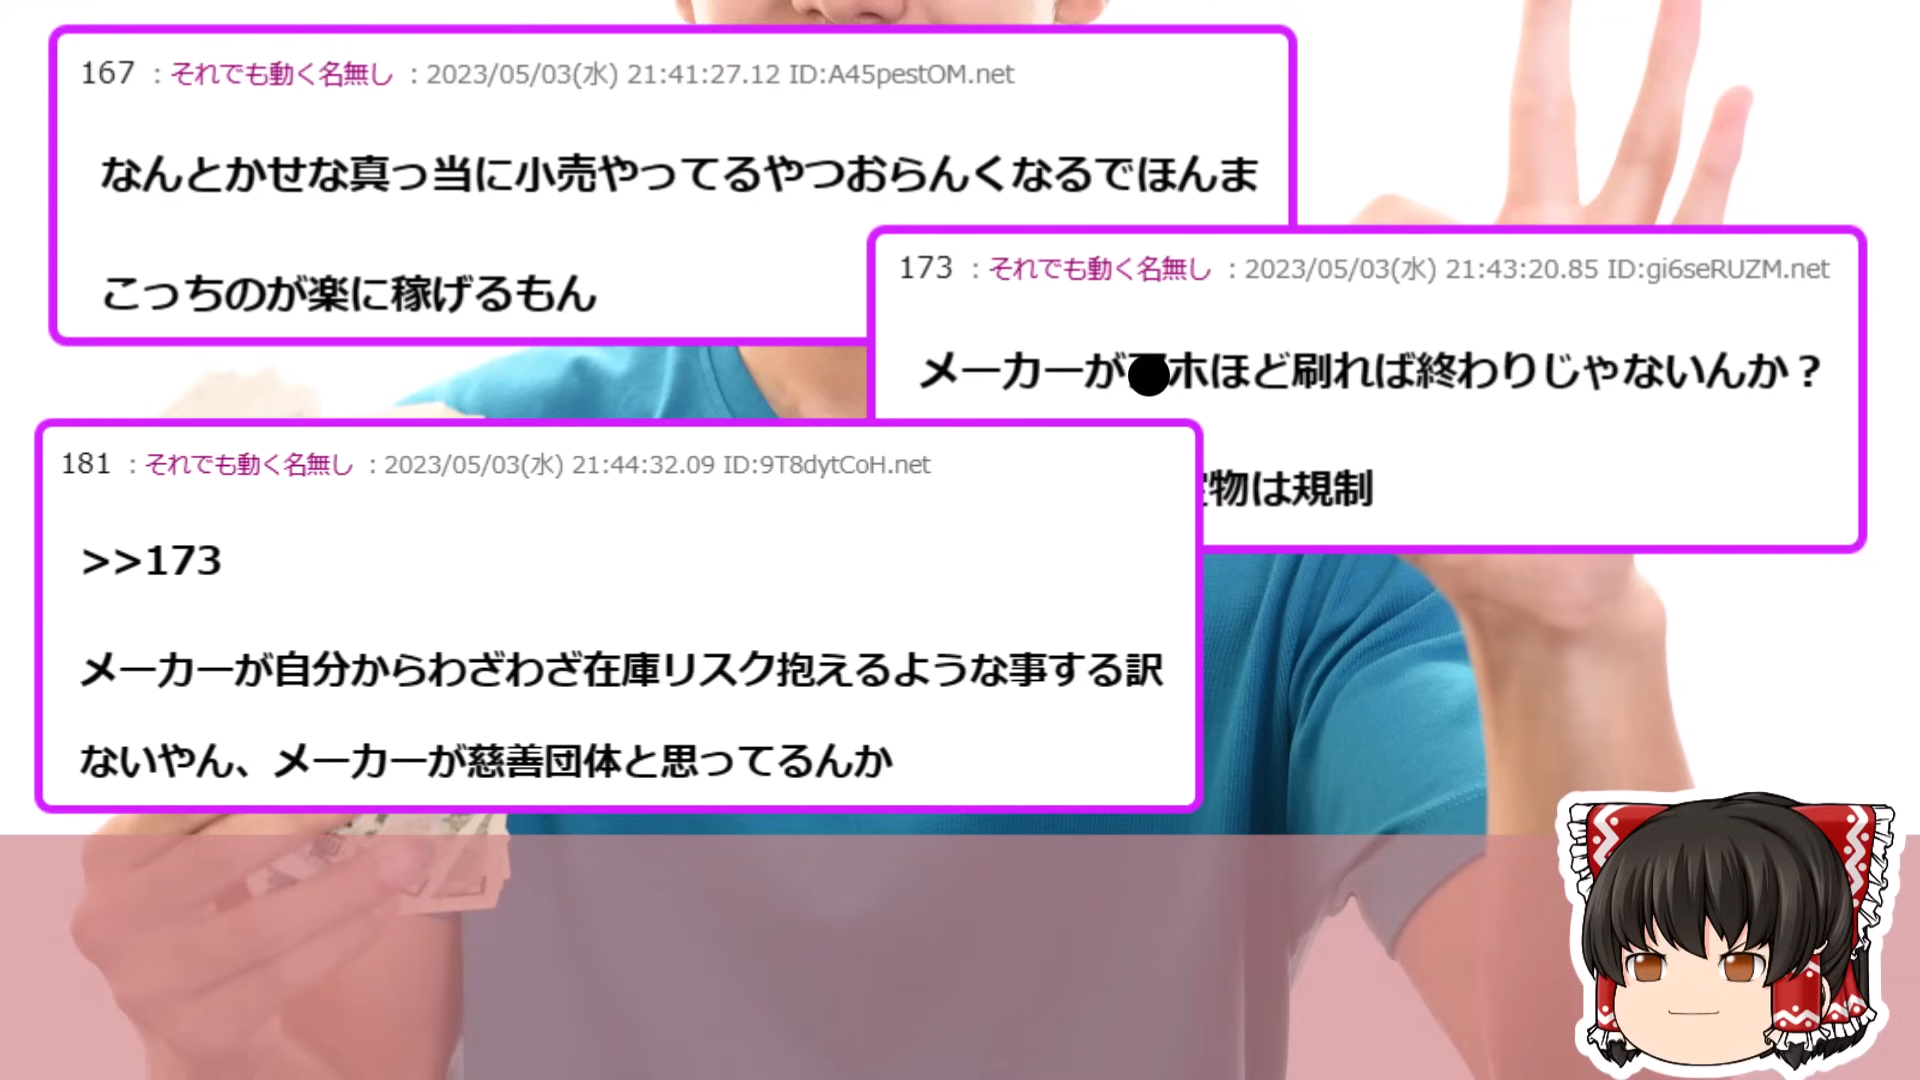 167 ：それでも動く名無し ：2023/05/03(水) 21:41:27.12 ID:A45pestOM.net
なんとかせな真っ当に小売やってるやつおらんくなるでほんま
こっちのが楽に稼げるもん
173 ：それでも動く名無し ：2023/05/03(水) 21:43:20.85 ID:gi6seRUZM.net
メーカーが●ホほど刷れば終わりじゃないんか？
物は規制
181 ：それでも動く名無し ：2023/05/03(水) 21:44:32.09 ID:9T8dytCoH.net
>>173
メーカーが自分からわざわざ在庫リスク抱えるような事する訳
ないやん、メーカーが慈善団体と思ってるんか